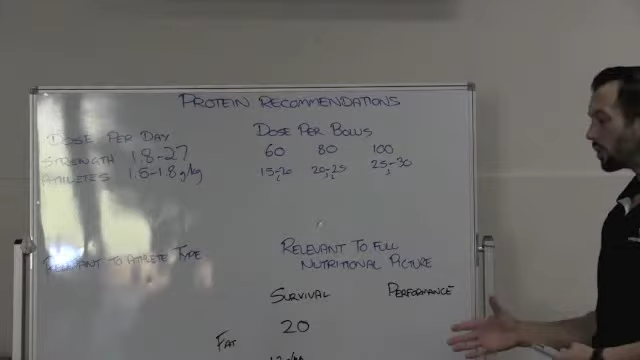 PROTEIN RECOMMENDATIONS
DOSE PER DAY
STRENGTH 1.8-2.7
ATHLETES 1.5-1.8 g/kg
DOSE PER BOLUS
60 80 100
15-20 20-25 25-30
RELEVANT TO ATHLETE TYPE
RELEVANT TO FULL
NUTRITIONAL PICTURE
SURVIVAL PERFORMANCE
FAT 20